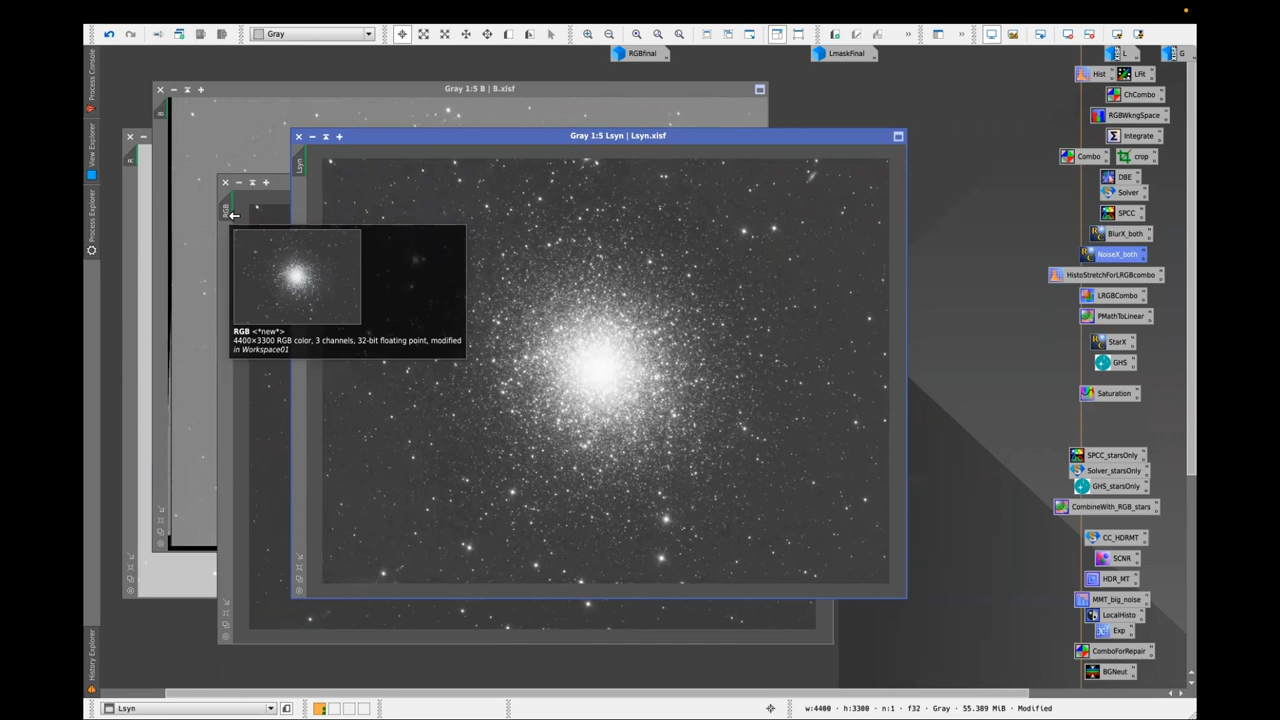 Gray
RGBfinal
LmaskFinal
L
G
Process Console
View Explorer
Process Explorer
History Explorer
Gray 1:5 B | B.xisf
B
R
Gray 1:5 Lsyn | Lsyn.xisf
Lsyn
RGB
RGB <*new*>
4400×3300 RGB color, 3 channels, 32-bit floating point, modified
in Workspace01
Hist
LFit
ChCombo
RGBWkngSpace
Integrate
Combo
crop
DBE
Solver
SPCC
BlurX_both
NoiseX_both
HistoStretchForLRGBcombo
LRGBCombo
PMathToLinear
StarX
GHS
Saturation
SPCC_starsOnly
Solver_starsOnly
GHS_starsOnly
CombineWith_RGB_stars
CC_HDRMT
SCNR
HDR_MT
MMT_big_noise
LocalHisto
Exp
ComboForRepair
BGNeut
Lsyn
w:4400 · h:3300 · n:1 · f32 · Gray · 55.389 MiB · Modified